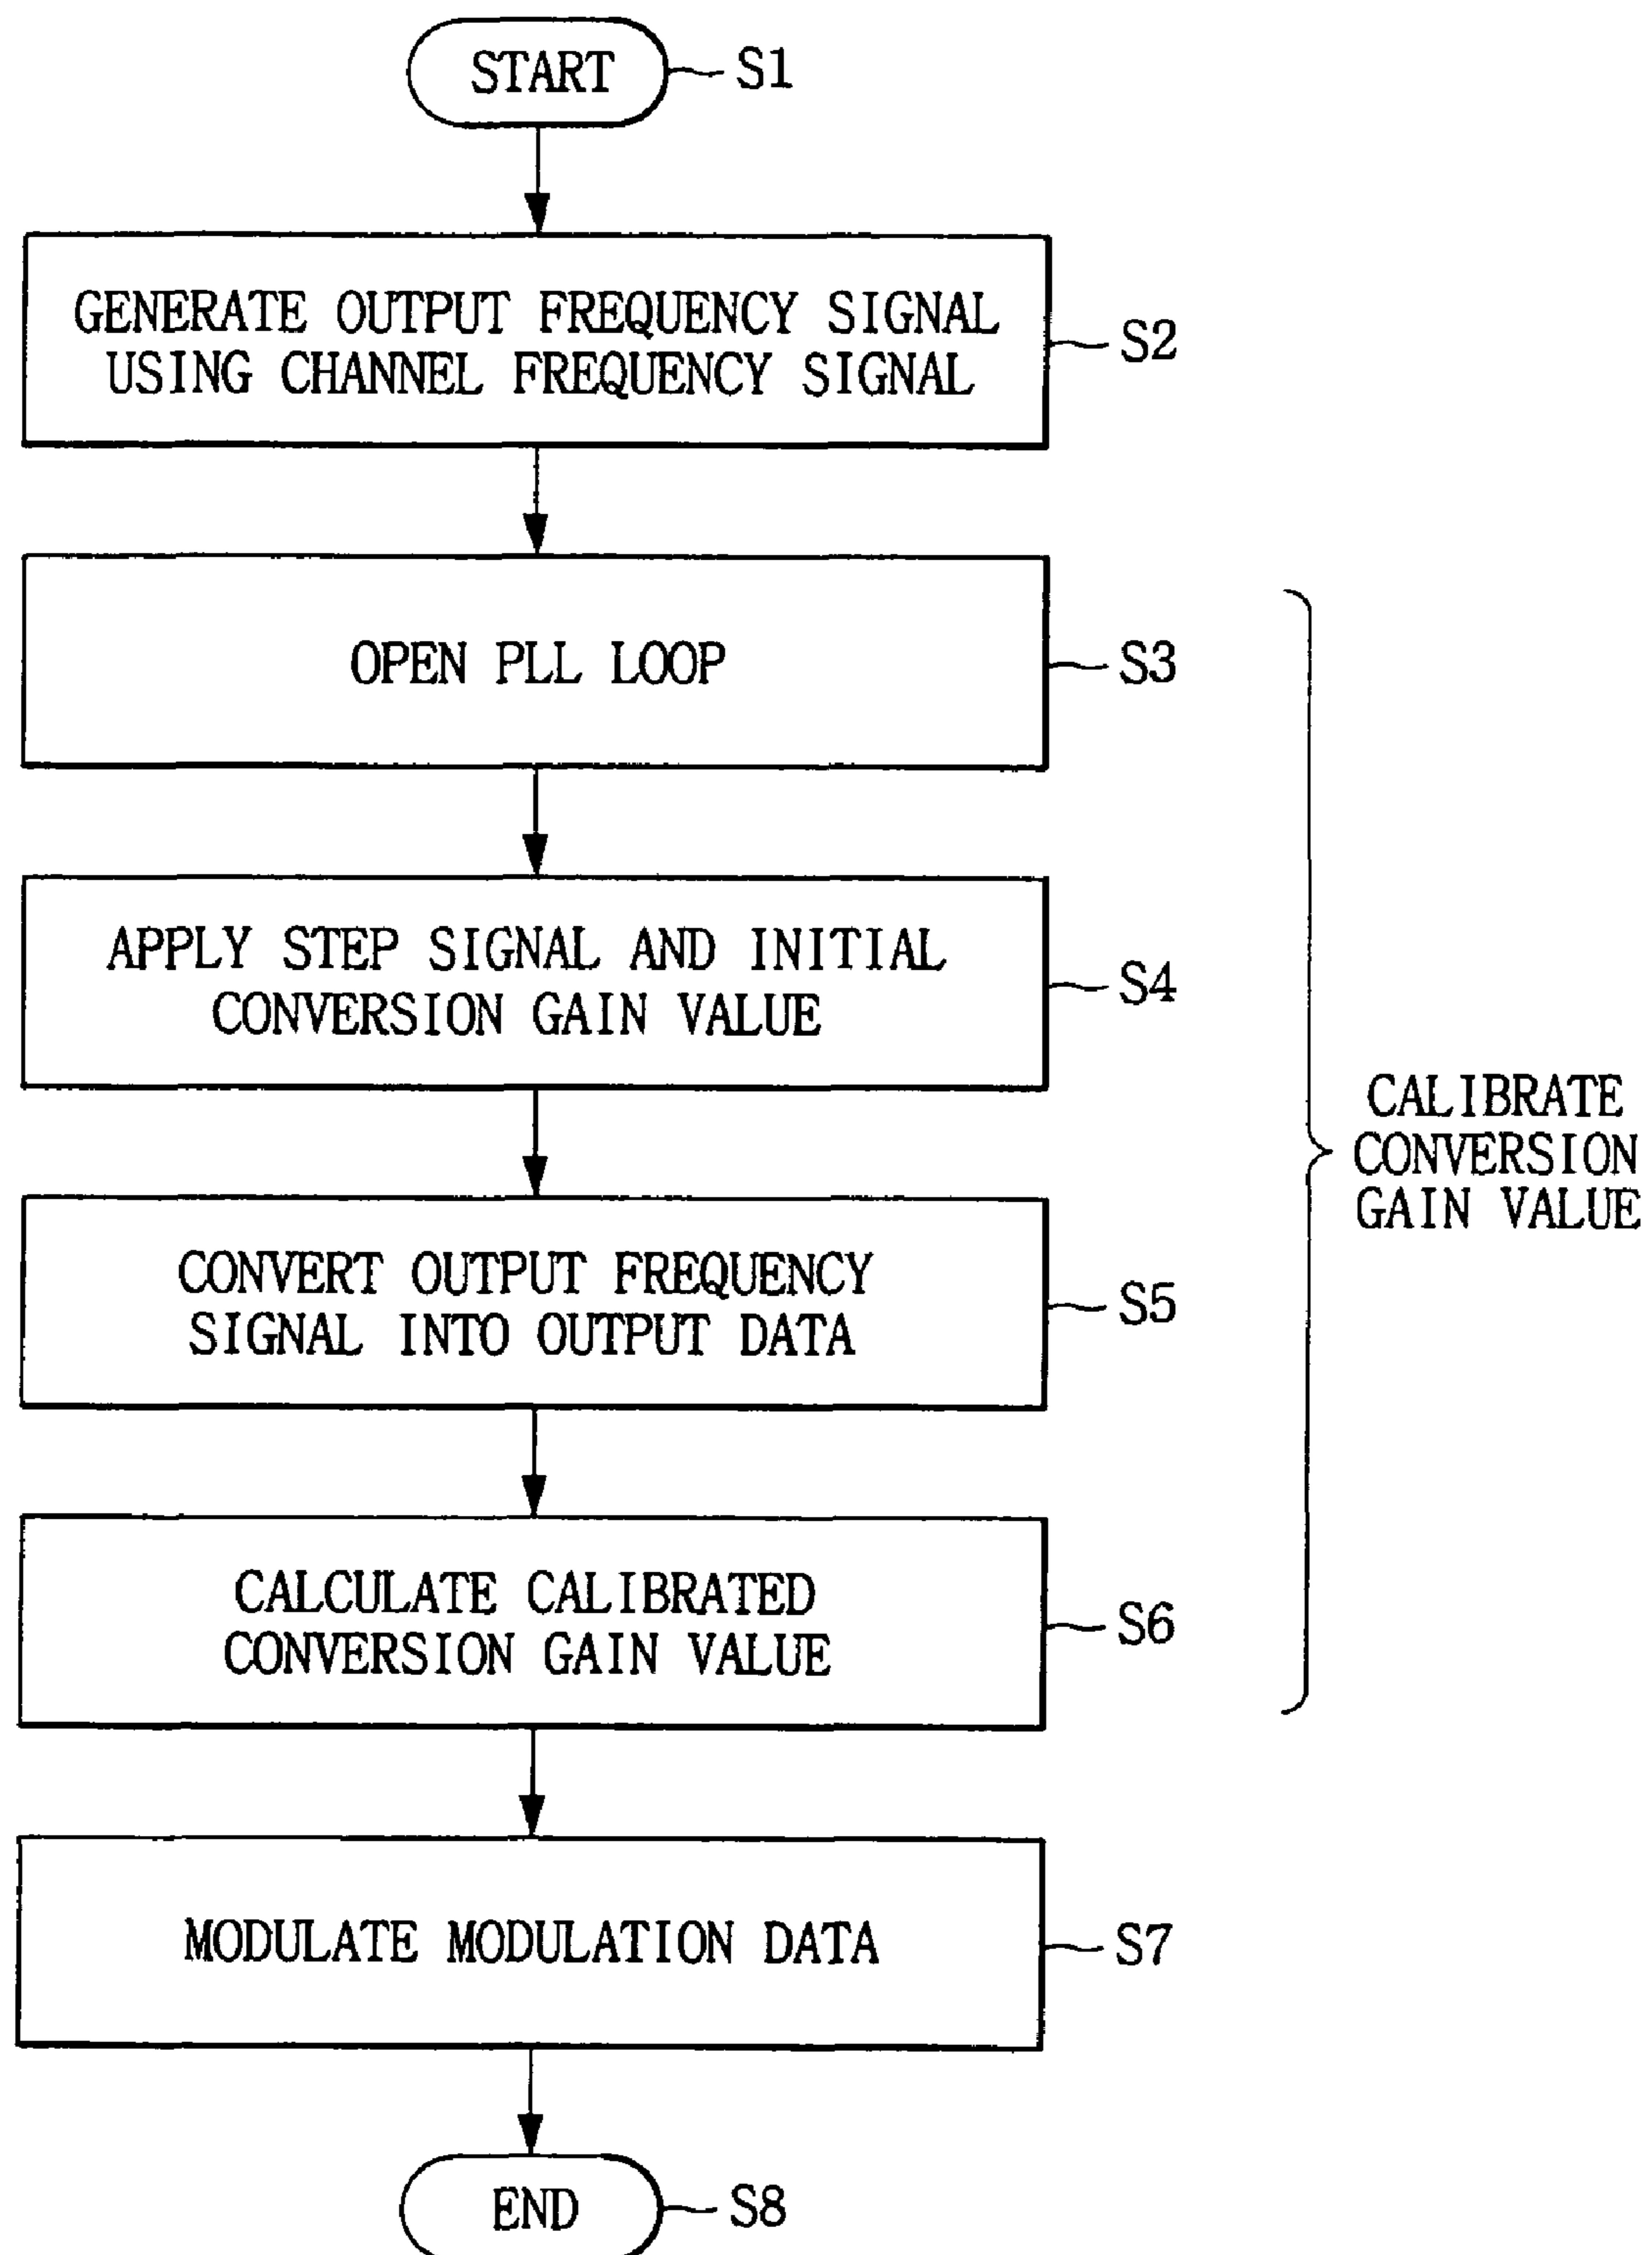 START
S1
GENERATE OUTPUT FREQUENCY SIGNAL
USING CHANNEL FREQUENCY SIGNAL
S2
OPEN PLL LOOP
S3
APPLY STEP SIGNAL AND INITIAL
CONVERSION GAIN VALUE
S4
CONVERT OUTPUT FREQUENCY
SIGNAL INTO OUTPUT DATA
S5
CALCULATE CALIBRATED
CONVERSION GAIN VALUE
S6
CALIBRATE
CONVERSION
GAIN VALUE
MODULATE MODULATION DATA
S7
END
S8